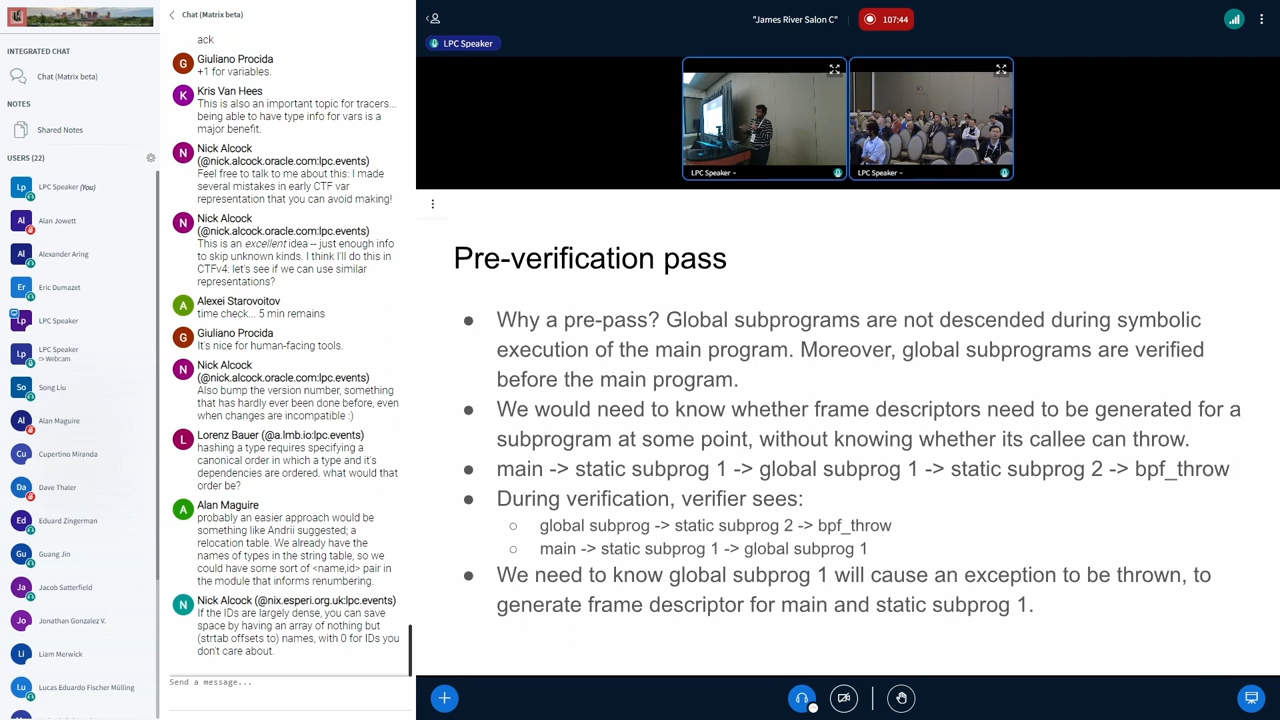 INTEGRATED CHAT
Chat (Matrix beta)
NOTES
Shared Notes
USERS (22)
Lp
LPC Speaker (You)
Al
Alan Jowett
Al
Alexander Aring
Er
Eric Dumazet
Lp
LPC Speaker
Lp
LPC Speaker
Webcam
So
Song Liu
Al
Alan Maguire
Cu
Cupertino Miranda
Da
Dave Thaler
Ed
Eduard Zingerman
Gu
Guang Jin
Ja
Jacob Satterfield
Jo
Jonathan Gonzalez V.
Li
Liam Merwick
Lu
Lucas Eduardo Fischer Mülling
Chat (Matrix beta)
ack
G
Giuliano Procida
+1 for variables.
K
Kris Van Hees
This is also an important topic for tracers...
being able to have type info for vars is a
major benefit.
N
Nick Alcock
(@nick.alcock.oracle.com:lpc.events)
Feel free to talk to me about this: I made
several mistakes in early CTF var
representation that you can avoid making!
N
Nick Alcock
(@nick.alcock.oracle.com:lpc.events)
This is an excellent idea -- just enough info
to skip unknown kinds. I think I'll do this in
CTFv4: let's see if we can use similar
representations?
A
Alexei Starovoitov
time check... 5 min remains
G
Giuliano Procida
It's nice for human-facing tools.
N
Nick Alcock
(@nick.alcock.oracle.com:lpc.events)
Also bump the version number, something
that has hardly ever been done before, even
when changes are incompatible :)
L
Lorenz Bauer (@a.lmb.io:lpc.events)
hashing a type requires specifying a
canonical order in which a type and it's
dependencies are ordered. what would that
order be?
A
Alan Maguire
probably an easier approach would be
something like Andrii suggested; a
relocation table. We already have the
names of types in the string table, so we
could have some sort of <name,id> pair in
the module that informs renumbering.
N
Nick Alcock (@nix.esperi.org.uk:lpc.events)
If the IDs are largely dense, you can save
space by having an array of nothing but
(strtab offsets to) names, with 0 for IDs you
don't care about.
Send a message...
"James River Salon C"
107:44
LPC Speaker
LPC Speaker
LPC Speaker
Pre-verification pass
● Why a pre-pass? Global subprograms are not descended during symbolic
execution of the main program. Moreover, global subprograms are verified
before the main program.
● We would need to know whether frame descriptors need to be generated for a
subprogram at some point, without knowing whether its callee can throw.
● main -> static subprog 1 -> global subprog 1 -> static subprog 2 -> bpf_throw
● During verification, verifier sees:
○ global subprog -> static subprog 2 -> bpf_throw
○ main -> static subprog 1 -> global subprog 1
● We need to know global subprog 1 will cause an exception to be thrown, to
generate frame descriptor for main and static subprog 1.